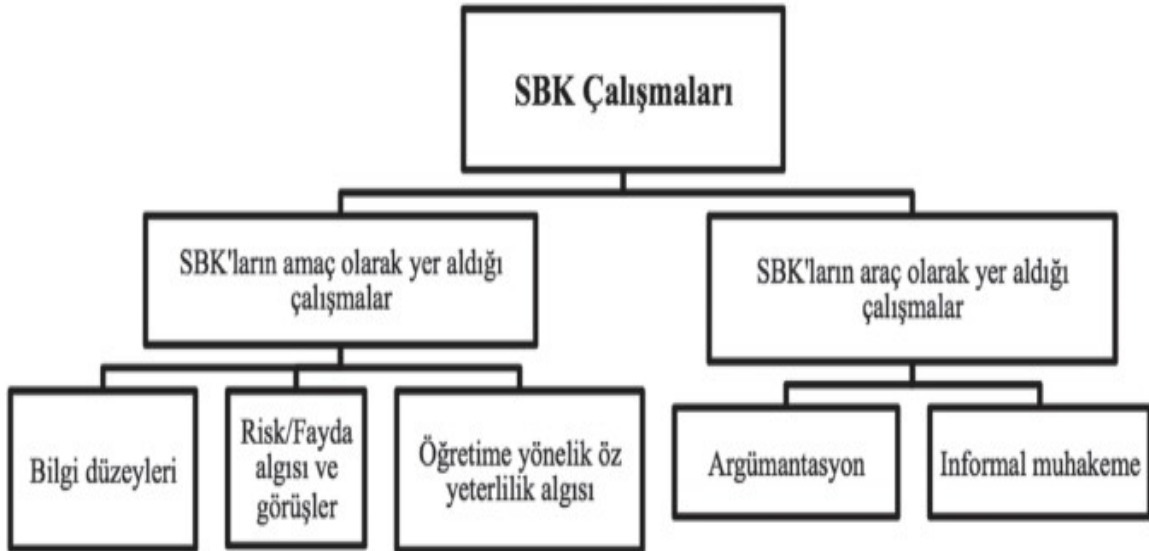 SBK Çalışmaları
SBK'ların amaç olarak yer aldığı
çalışmalar
SBK'ların araç olarak yer aldığı
çalışmalar
Bilgi düzeyleri
Risk/Fayda
algısı ve
görüşler
Öğretime yönelik öz
yeterlilik algısı
Argümantasyon
Informal muhakeme